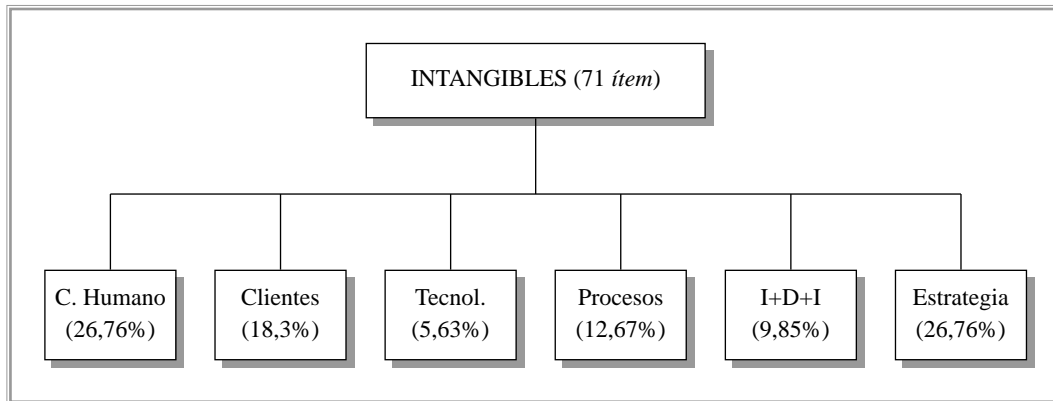 INTANGIBLES (71 ítem)
C. Humano
(26,76%)
Clientes
(18,3%)
Tecnol.
(5,63%)
Procesos
(12,67%)
I+D+I
(9,85%)
Estrategia
(26,76%)